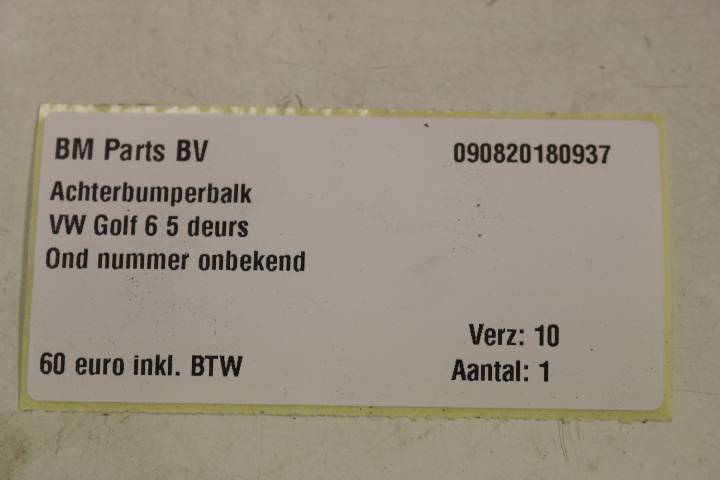 BM Parts BV 090820180937
Achterbumperbalk
VW Golf 6 5 deurs
Ond nummer onbekend
Verz: 10
60 euro inkl. BTW Aantal: 1